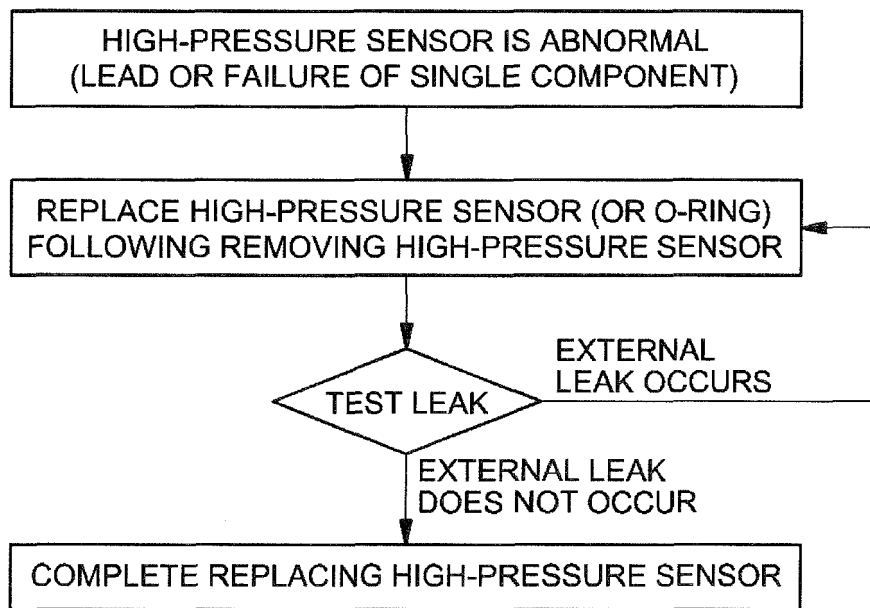 HIGH-PRESSURE SENSOR IS ABNORMAL
(LEAD OR FAILURE OF SINGLE COMPONENT)
REPLACE HIGH-PRESSURE SENSOR (OR O-RING)
FOLLOWING REMOVING HIGH-PRESSURE SENSOR
TEST LEAK
EXTERNAL
LEAK OCCURS
EXTERNAL LEAK
DOES NOT OCCUR
COMPLETE REPLACING HIGH-PRESSURE SENSOR